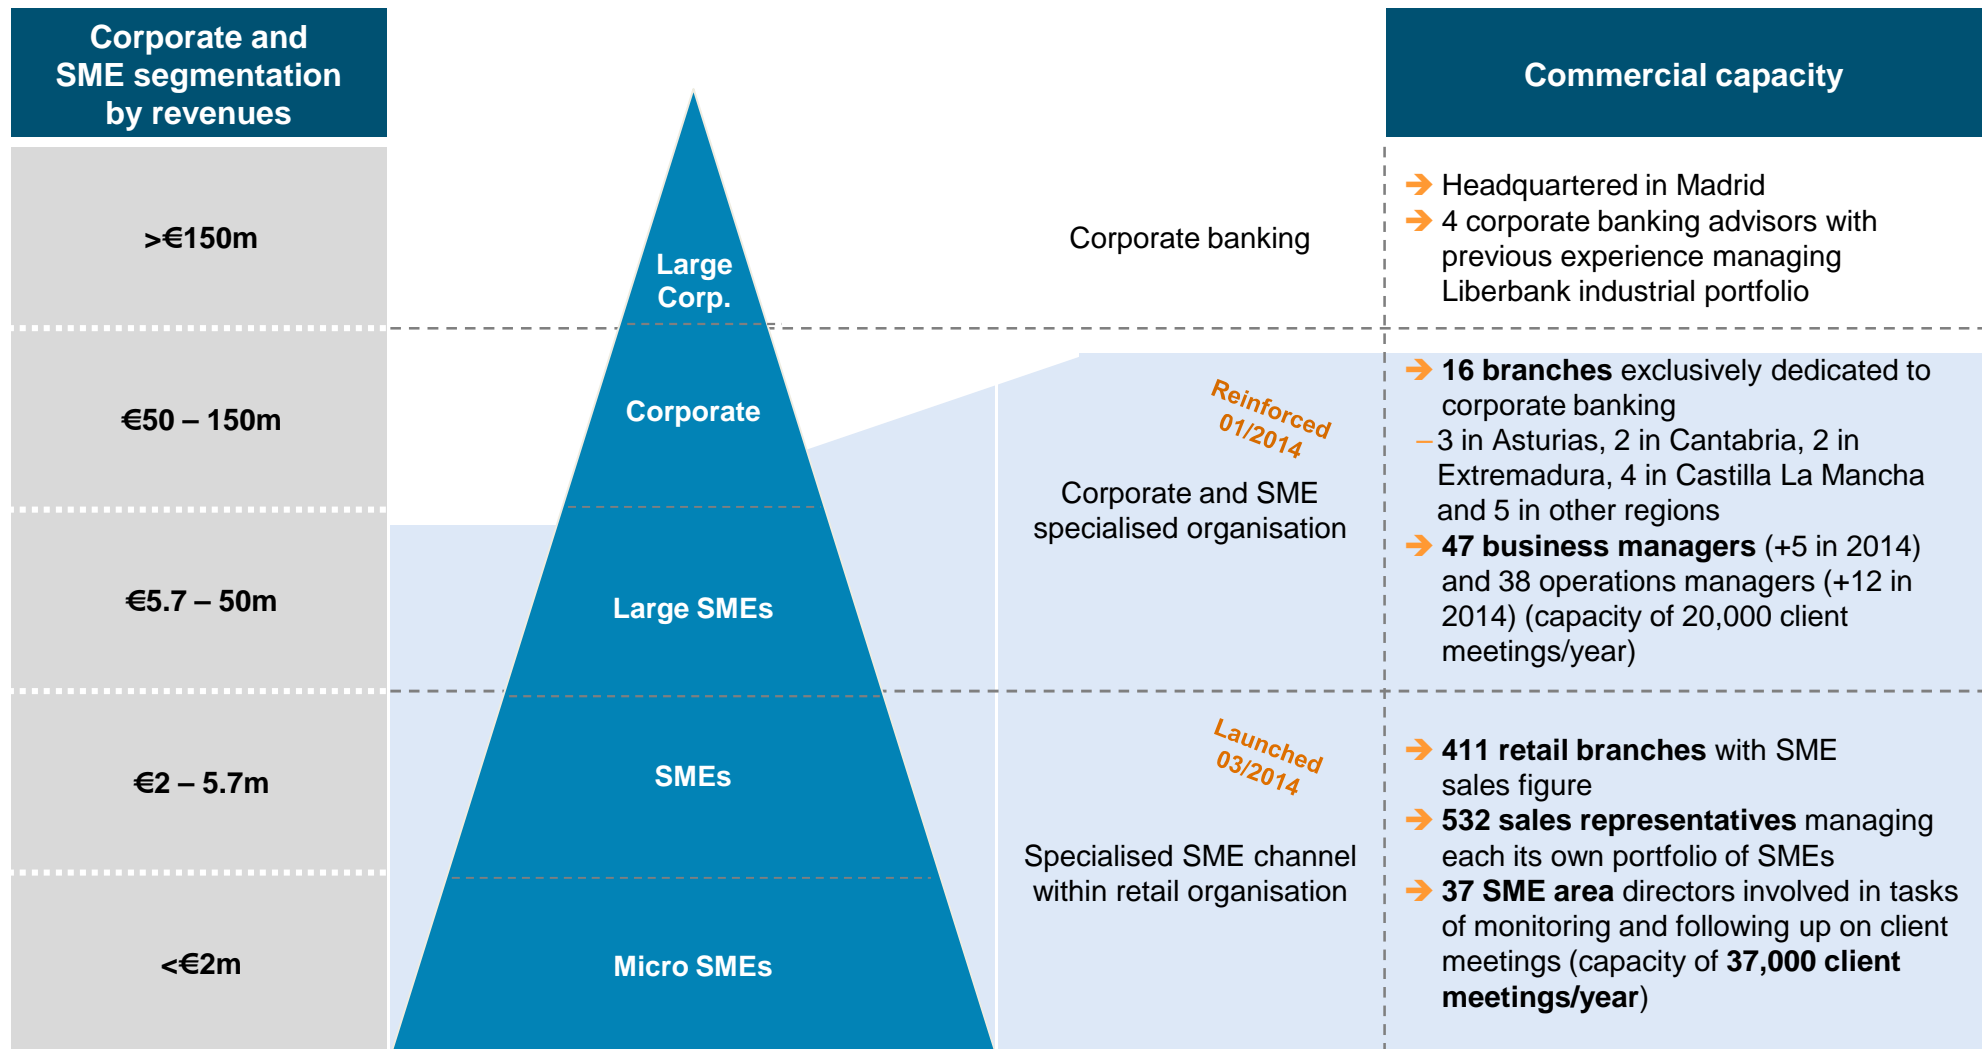 Corporate and
SME segmentation
by revenues
Commercial capacity
>€150m
Large
Corp.
Corporate banking
➔ Headquartered in Madrid
➔ 4 corporate banking advisors with
previous experience managing
Liberbank industrial portfolio
€50 – 150m
Corporate
Reinforced
01/2014
Corporate and SME
specialised organisation
➔ 16 branches exclusively dedicated to
corporate banking
– 3 in Asturias, 2 in Cantabria, 2 in
Extremadura, 4 in Castilla La Mancha
and 5 in other regions
➔ 47 business managers (+5 in 2014)
and 38 operations managers (+12 in
2014) (capacity of 20,000 client
meetings/year)
€5.7 – 50m
Large SMEs
€2 – 5.7m
SMEs
Launched
03/2014
Specialised SME channel
within retail organisation
➔ 411 retail branches with SME
sales figure
➔ 532 sales representatives managing
each its own portfolio of SMEs
➔ 37 SME area directors involved in tasks
of monitoring and following up on client
meetings (capacity of 37,000 client
meetings/year)
<€2m
Micro SMEs